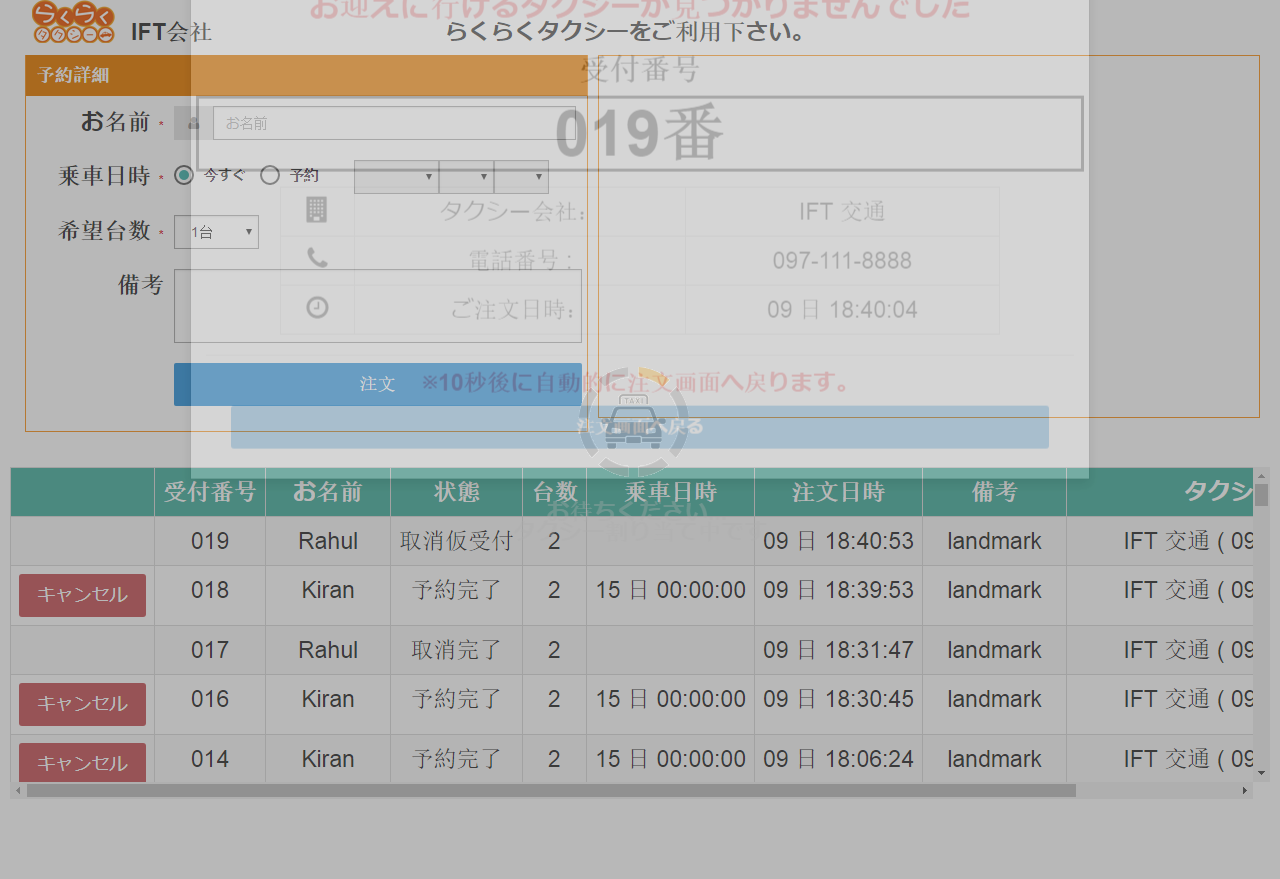 お迎えに行けるタクシーが見つかりませんでした
らくらく
タクシー
IFT会社
らくらくタクシーをご利用下さい。
受付番号
019番
予約詳細
お名前 *
お名前
乗車日時 *
今すぐ
予約
希望台数 *
1台
備考
注文
タクシー会社:
IFT 交通
電話番号 :
097-111-8888
ご注文日時:
09 日 18:40:04
※10秒後に自動的に注文画面へ戻ります。
TAXI
注文画面へ戻る
お待ちください
受付番号 お名前 状態 台数 乗車日時 注文日時 備考 タクシ
019 Rahul 取消仮受付 2 09 日 18:40:53 landmark IFT 交通 ( 09
キャンセル 018 Kiran 予約完了 2 15 日 00:00:00 09 日 18:39:53 landmark IFT 交通 ( 09
017 Rahul 取消完了 2 09 日 18:31:47 landmark IFT 交通 ( 09
キャンセル 016 Kiran 予約完了 2 15 日 00:00:00 09 日 18:30:45 landmark IFT 交通 ( 09
キャンセル 014 Kiran 予約完了 2 15 日 00:00:00 09 日 18:06:24 landmark IFT 交通 ( 09